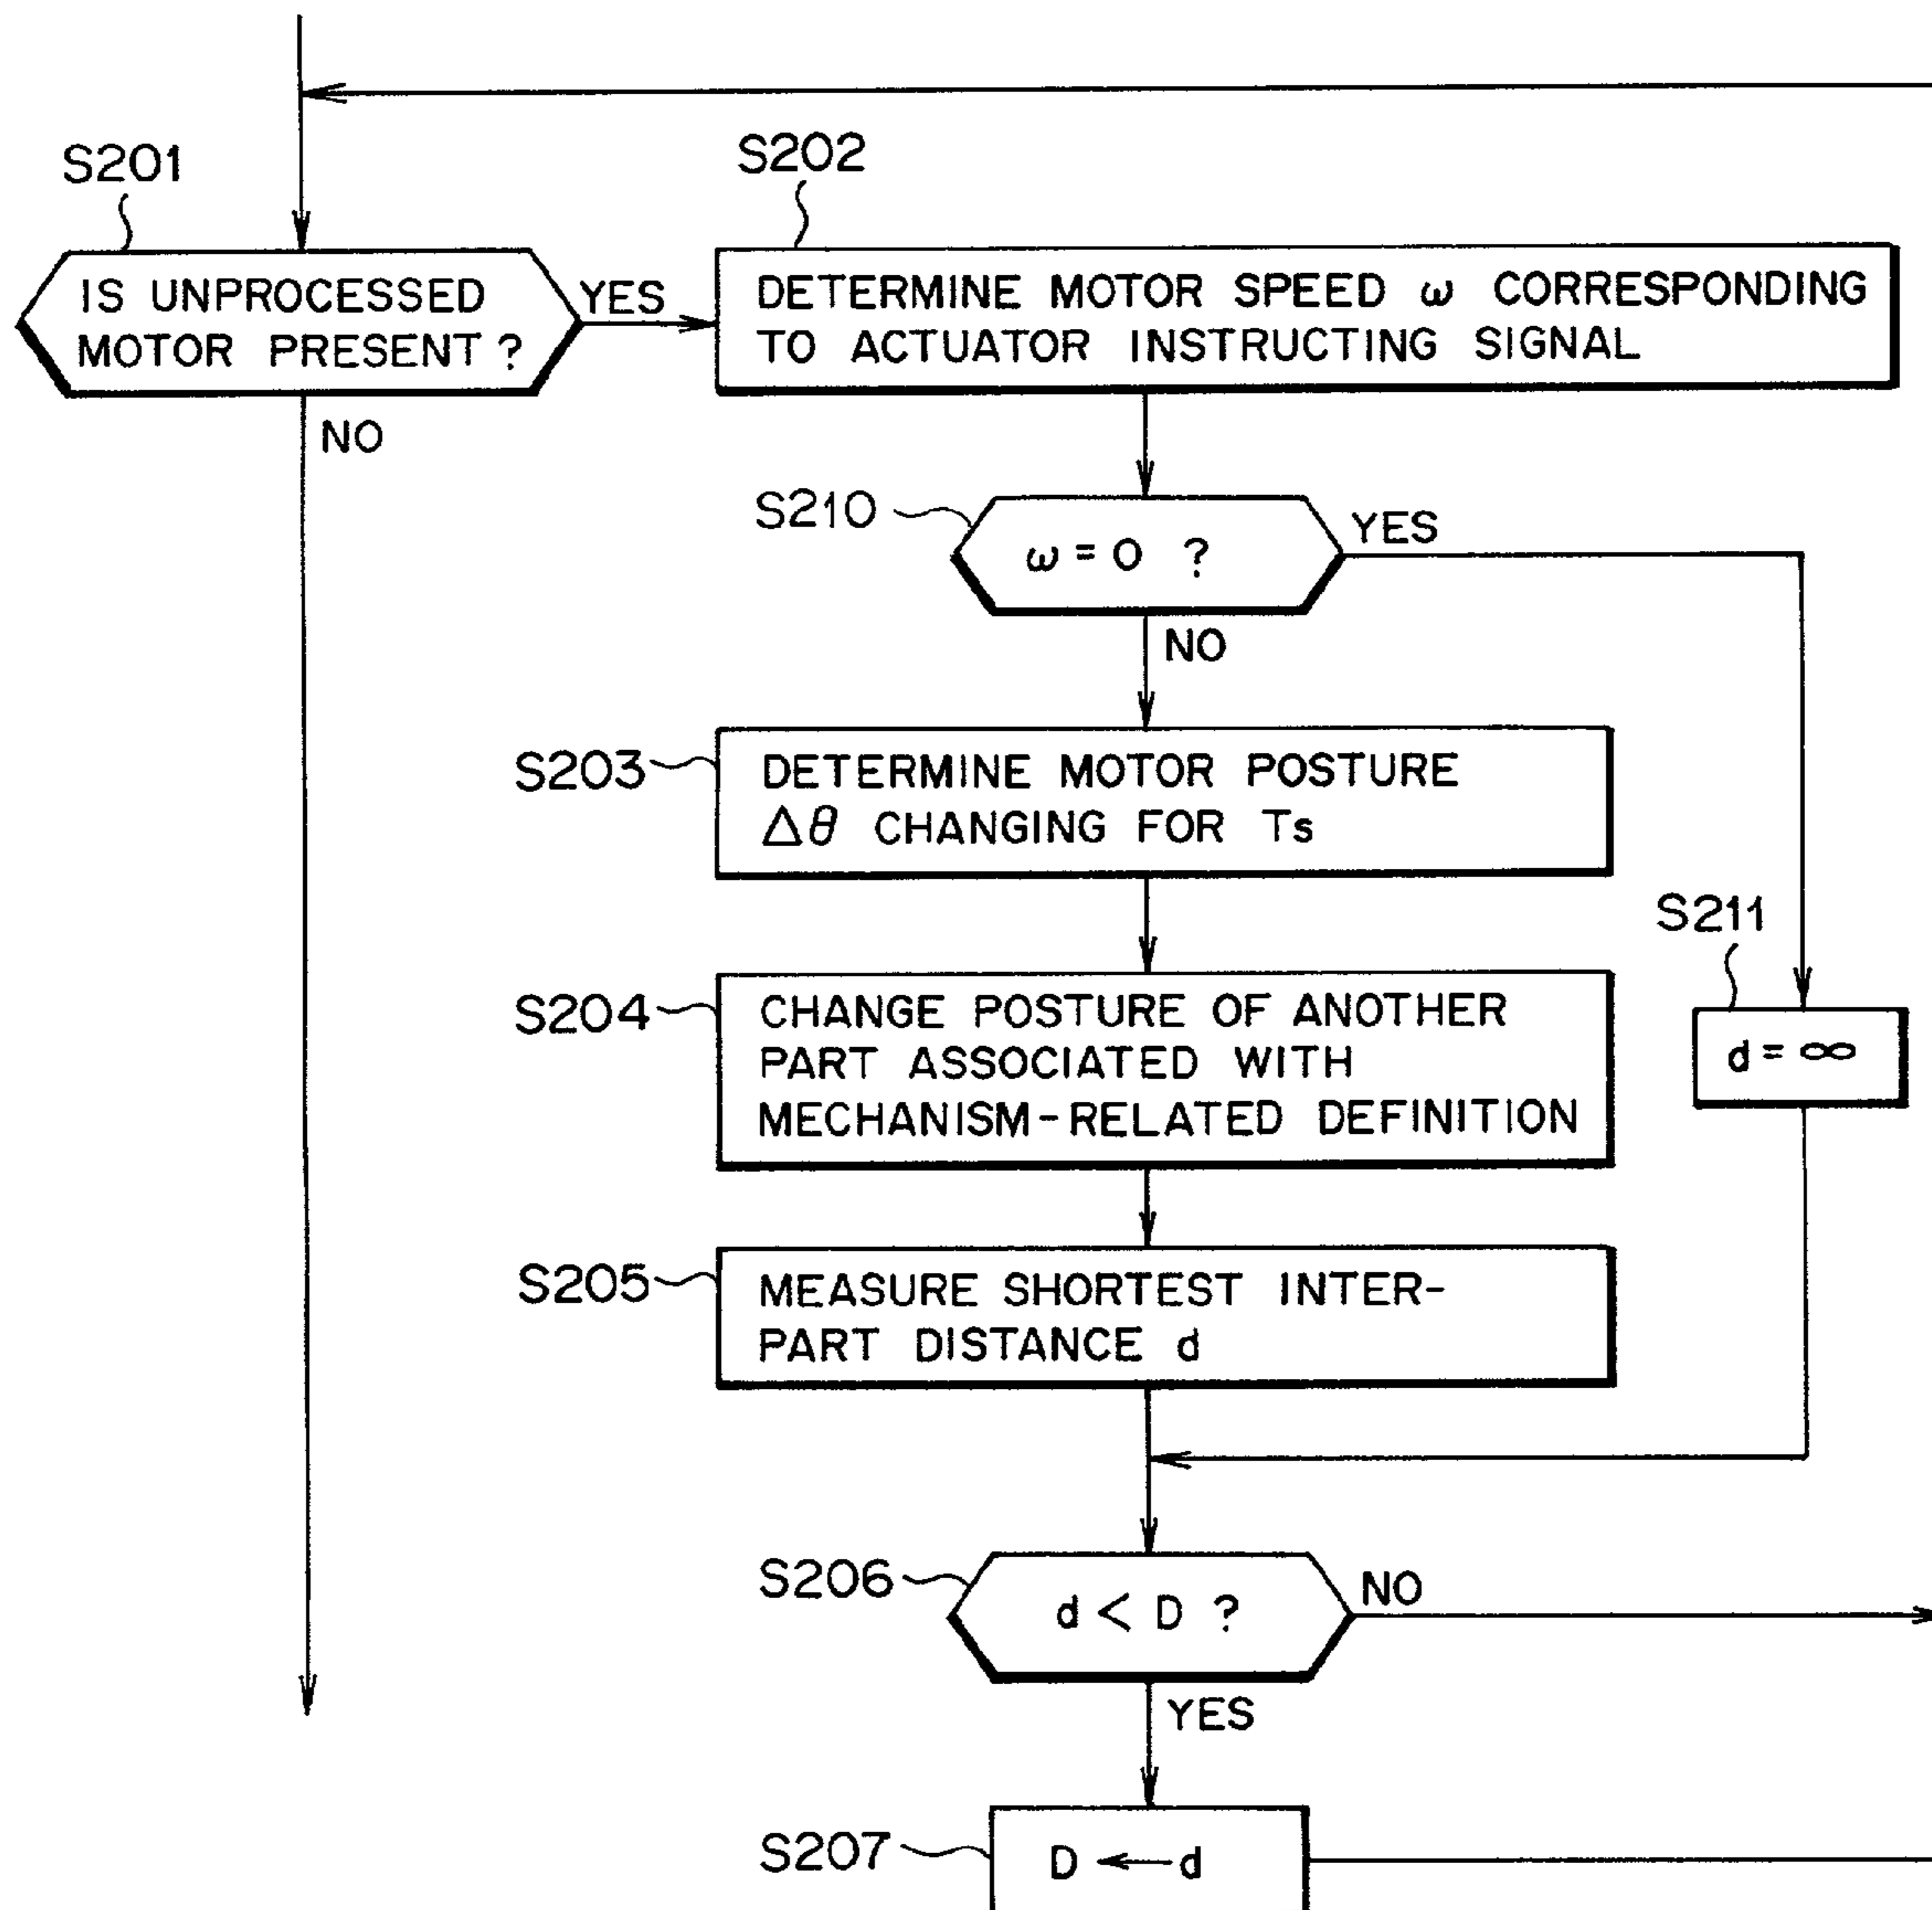 S201
IS UNPROCESSED
MOTOR PRESENT ?
YES
NO
S202
DETERMINE MOTOR SPEED ω CORRESPONDING
TO ACTUATOR INSTRUCTING SIGNAL
S210
ω = 0 ?
YES
NO
S203
DETERMINE MOTOR POSTURE
Δθ CHANGING FOR Ts
S211
d = ∞
S204
CHANGE POSTURE OF ANOTHER
PART ASSOCIATED WITH
MECHANISM-RELATED DEFINITION
S205
MEASURE SHORTEST INTER-
PART DISTANCE d
S206
d < D ?
NO
YES
S207
D ← d